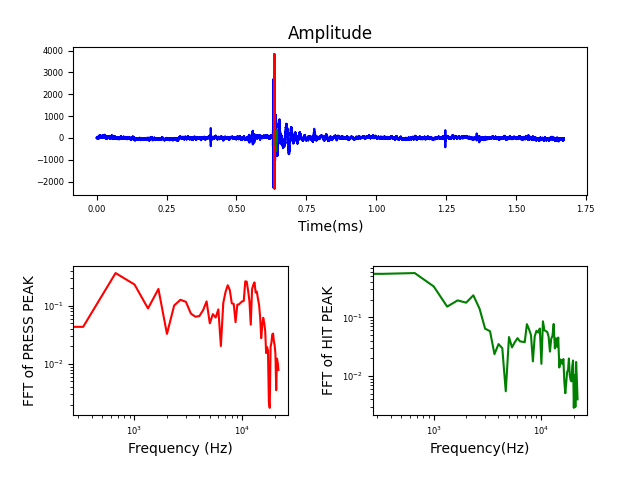 Amplitude
4000
3000
2000
1000
0
−1000
−2000
0.00 0.25 0.50 0.75 1.00 1.25 1.50 1.75
Time(ms)
FFT of PRESS PEAK
10⁻¹
10⁻²
10³ 10⁴
Frequency (Hz)
FFT of HIT PEAK
10⁻¹
10⁻²
10³ 10⁴
Frequency(Hz)